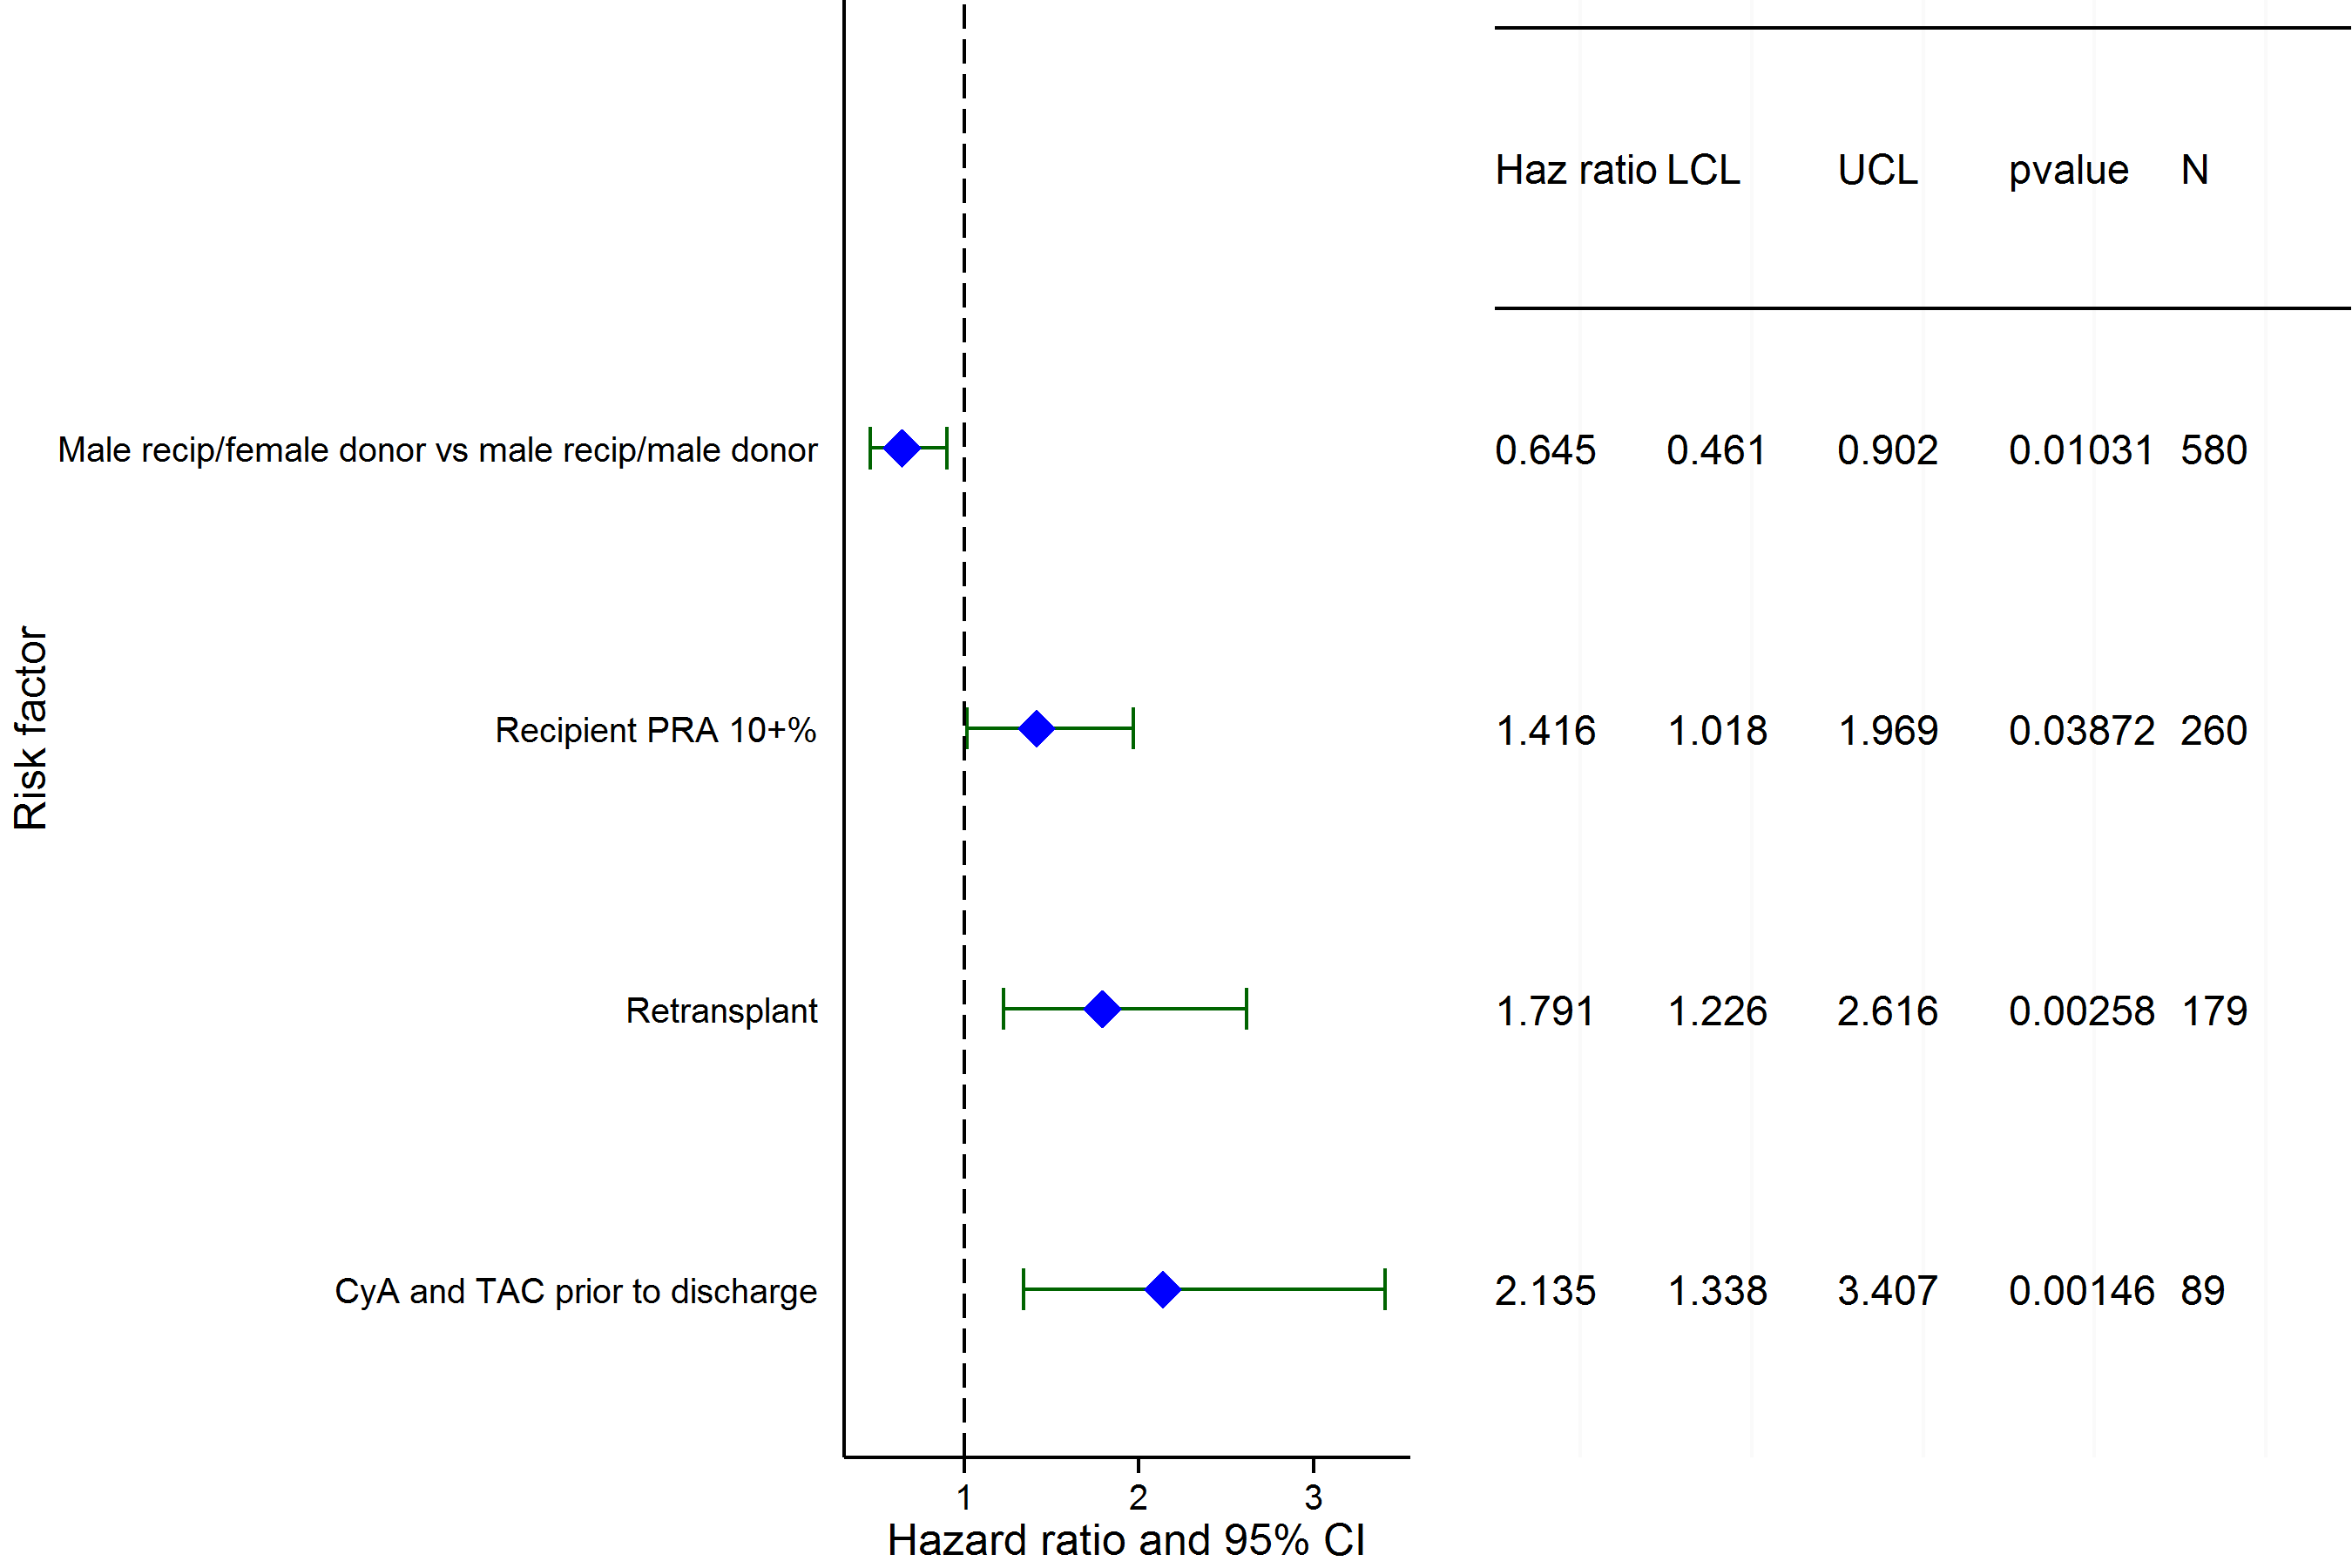 Haz ratio LCL UCL pvalue N
Male recip/female donor vs male recip/male donor 0.645 0.461 0.902 0.01031 580
Recipient PRA 10+% 1.416 1.018 1.969 0.03872 260
Risk factor
Retransplant 1.791 1.226 2.616 0.00258 179
CyA and TAC prior to discharge 2.135 1.338 3.407 0.00146 89
1 2 3
Hazard ratio and 95% CI